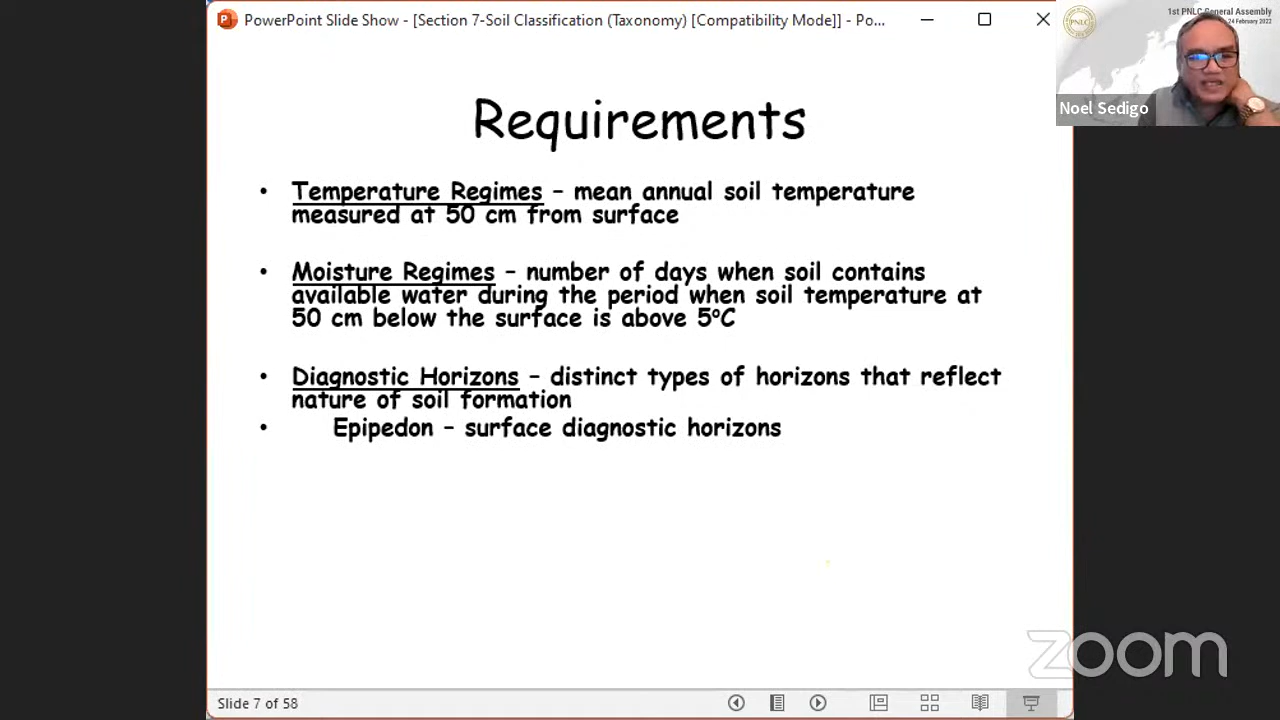 PowerPoint Slide Show - [Section 7-Soil Classification (Taxonomy) [Compatibility Mode]] - Po...
1st PNLC General Assembly
24 February 2022
PNLC
Noel Sedigo
Requirements
• Temperature Regimes – mean annual soil temperature
measured at 50 cm from surface
• Moisture Regimes – number of days when soil contains
available water during the period when soil temperature at
50 cm below the surface is above 5°C
• Diagnostic Horizons – distinct types of horizons that reflect
nature of soil formation
• Epipedon – surface diagnostic horizons
zoom
Slide 7 of 58